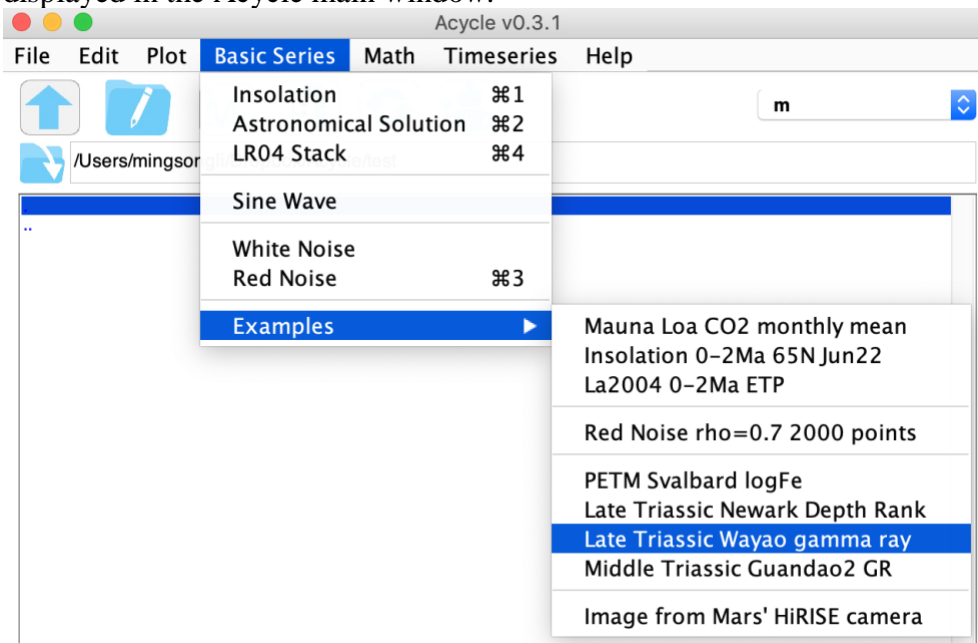 displayed in the Acycle main window.
Acycle v0.3.1
File Edit Plot Basic Series Math Timeseries Help
Insolation ⌘1
Astronomical Solution ⌘2
LR04 Stack ⌘4
m
/Users/mingson
/test
Sine Wave
..
White Noise
Red Noise ⌘3
Examples ▶
Mauna Loa CO2 monthly mean
Insolation 0-2Ma 65N Jun22
La2004 0-2Ma ETP
Red Noise rho=0.7 2000 points
PETM Svalbard logFe
Late Triassic Newark Depth Rank
Late Triassic Wayao gamma ray
Middle Triassic Guandao2 GR
Image from Mars' HiRISE camera